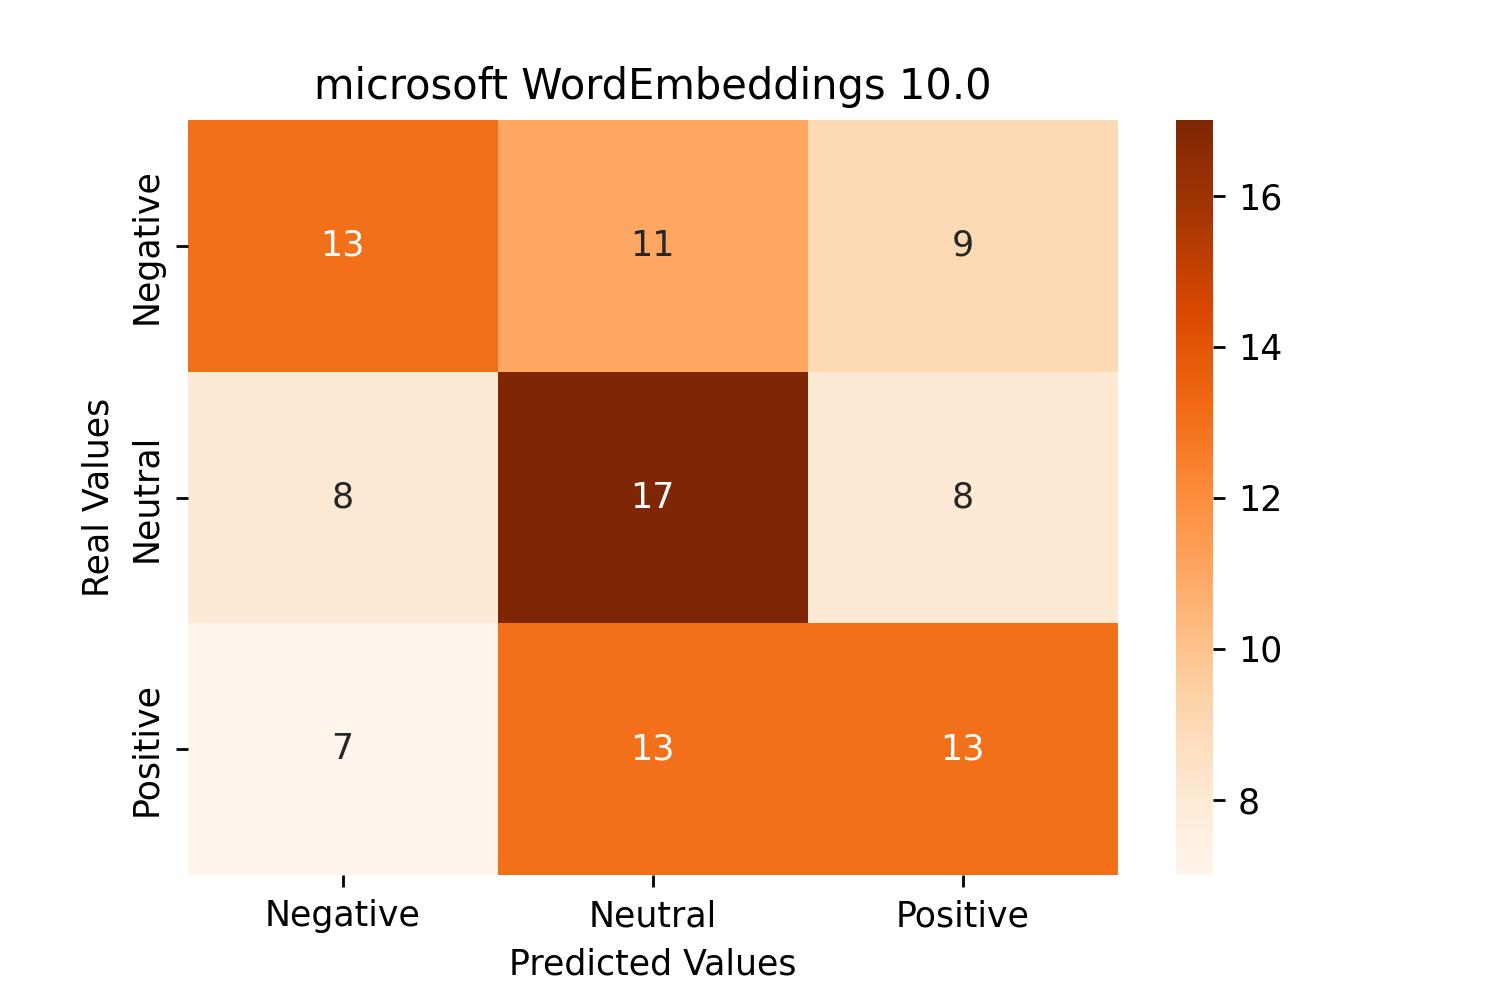 microsoft WordEmbeddings 10.0
Real Values
Negative
13
11
9
Neutral
8
17
8
Positive
7
13
13
Negative
Neutral
Positive
Predicted Values
16
14
12
10
8